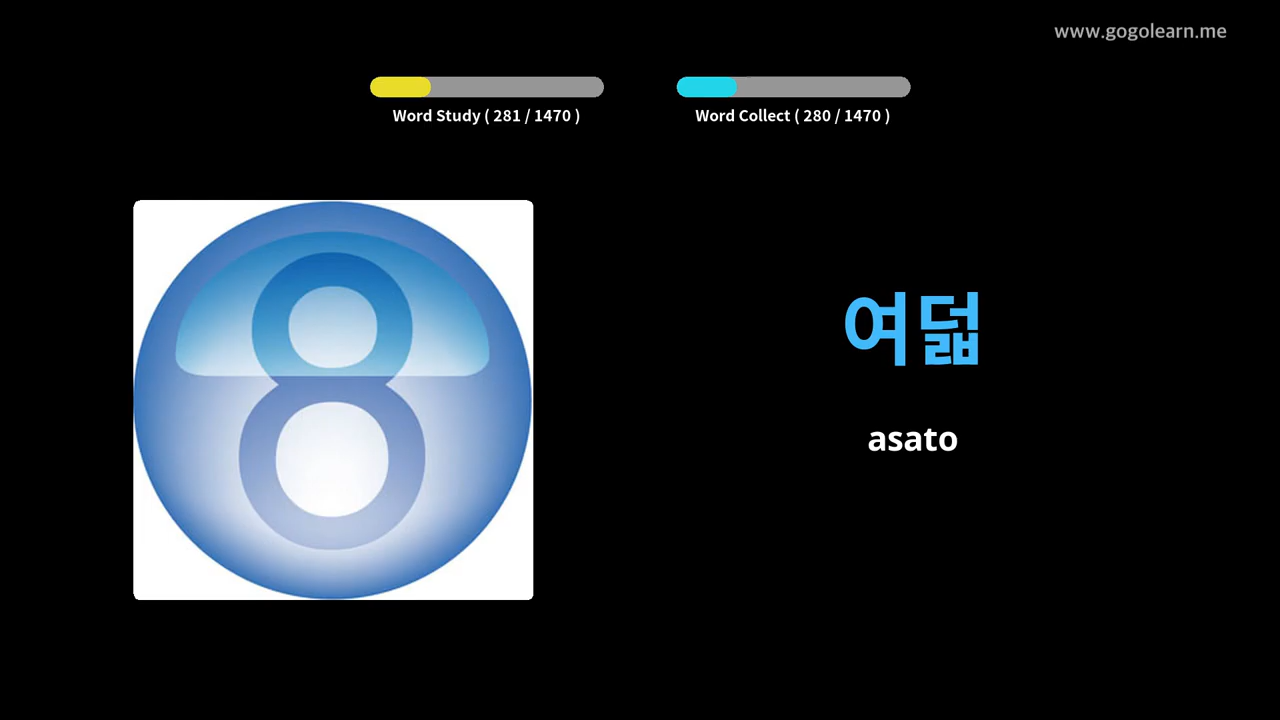 www.gogolearn.me
Word Study ( 281 / 1470 )
Word Collect ( 280 / 1470 )
8
여덟
asato